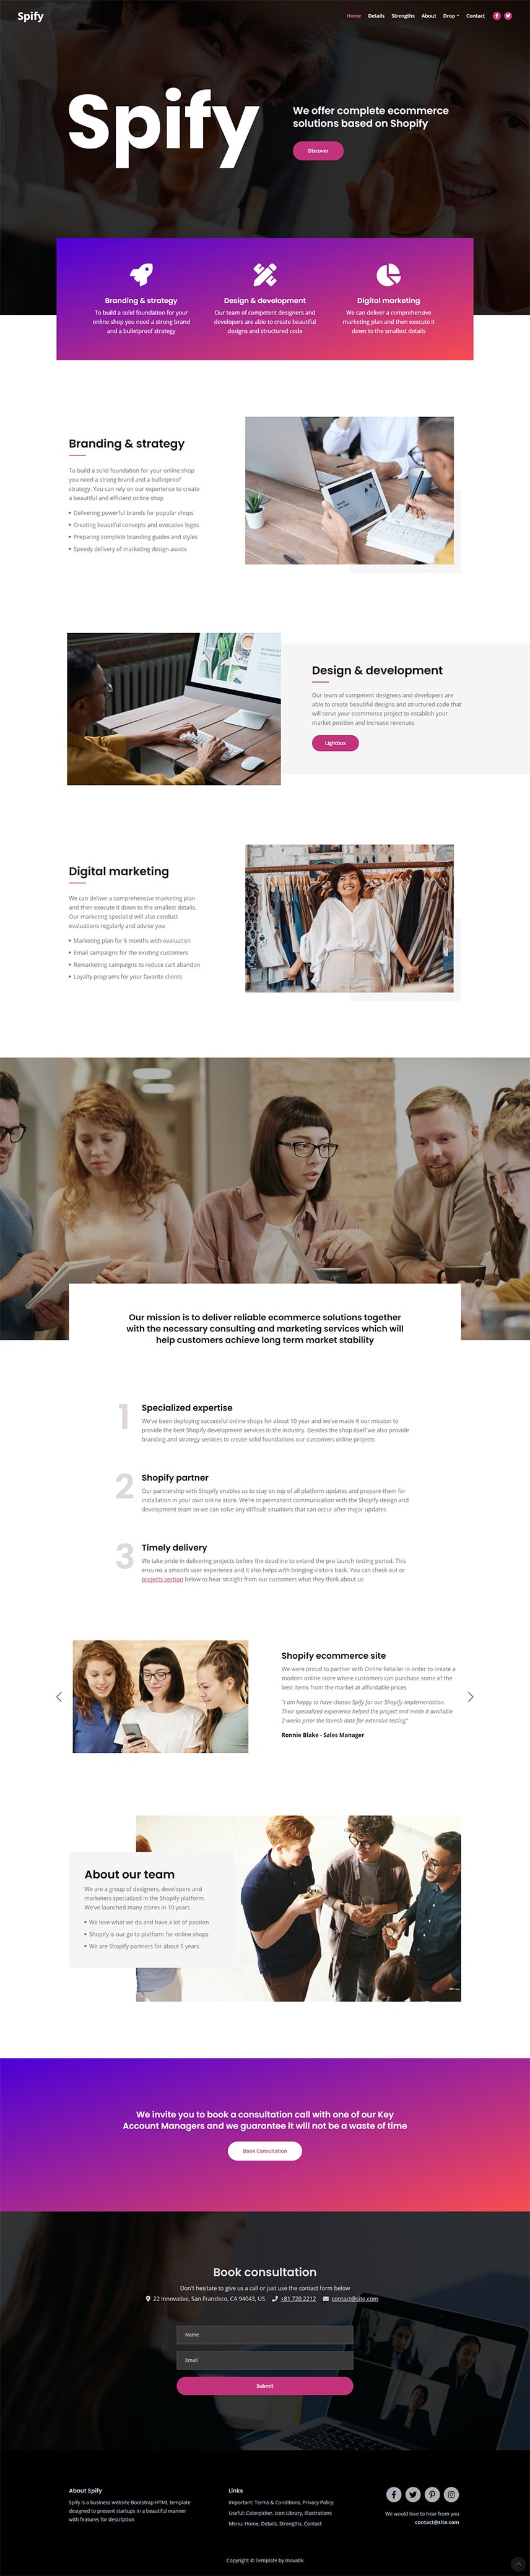 Spify
Home Details Strengths About Drop Contact
Spify
We offer complete ecommerce
solutions based on Shopify
Discover
Branding & strategy
To build a solid foundation for your
online shop you need a strong brand
and a bulletproof strategy
Design & development
Our team of competent designers and
developers are able to create beautiful
designs and structured code
Digital marketing
We can deliver a comprehensive
marketing plan and then execute it
down to the smallest details
Branding & strategy
To build a solid foundation for your online shop
you need a strong brand and a bulletproof
strategy. You can rely on our experience to create
a beautiful and efficient online shop
Delivering powerful brands for popular shops
Creating beautiful concepts and evocative logos
Preparing complete branding guides and styles
Speedy delivery of marketing design assets
Design & development
Our team of competent designers and developers are
able to create beautiful designs and structured code that
will serve your ecommerce project to establish your
market position and increase revenues
Lightbox
Digital marketing
We can deliver a comprehensive marketing plan
and then execute it down to the smallest details.
Our marketing specialist will also conduct
evaluations regularly and advise you
Marketing plan for 6 months with evaluation
Email campaigns for the existing customers
Remarketing campaigns to reduce cart abandon
Loyalty programs for your favorite clients
Our mission is to deliver reliable ecommerce solutions together
with the necessary consulting and marketing services which will
help customers achieve long term market stability
1
Specialized expertise
We've been deploying successful online shops for about 10 year and we've made it our mission to
provide the best Shopify development services in the industry. Besides the shop itself we also provide
branding and strategy services to create solid foundations our customers online projects
2
Shopify partner
Our partnership with Shopify enables us to stay on top of all platform updates and prepare them for
installation in your own online store. We're in permanent communication with the Shopify design and
development team so we can solve any difficult situations that can occur after major updates
3
Timely delivery
We take pride in delivering projects before the deadline to extend the pre-launch testing period. This
ensures a smooth user experience and it also helps with bringing visitors back. You can check out or
projects section below to hear straight from our customers what they think about us
Shopify ecommerce site
We were proud to partner with Online Retailer in order to create a
modern online store where customers can purchase some of the
best items from the market at affordable prices
"I am happy to have chosen Spify for our Shopify implementation.
Their specialized experience helped the project and made it available
2 weeks prior the launch date for extensive testing"
Ronnie Blake - Sales Manager
About our team
We are a group of designers, developers and
marketers specialized in the Shopify platform.
We've launched many stores in 10 years
We love what we do and have a lot of passion
Shopify is our go to platform for online shops
We are Shopify partners for about 5 years
We invite you to book a consultation call with one of our Key
Account Managers and we guarantee it will not be a waste of time
Book Consultation
Book consultation
Don't hesitate to give us a call or just use the contact form below
22 Innovative, San Francisco, CA 94043, US +81 720 2212 contact@site.com
Name
Email
Submit
About Spify
Spify is a business website Bootstrap HTML template
designed to present startups in a beautiful manner
with features for description
Links
Important: Terms & Conditions, Privacy Policy
Useful: Colorpicker, Icon Library, Illustrations
Menu: Home, Details, Strengths, Contact
We would love to hear from you
contact@site.com
Copyright © Template by Inovatik